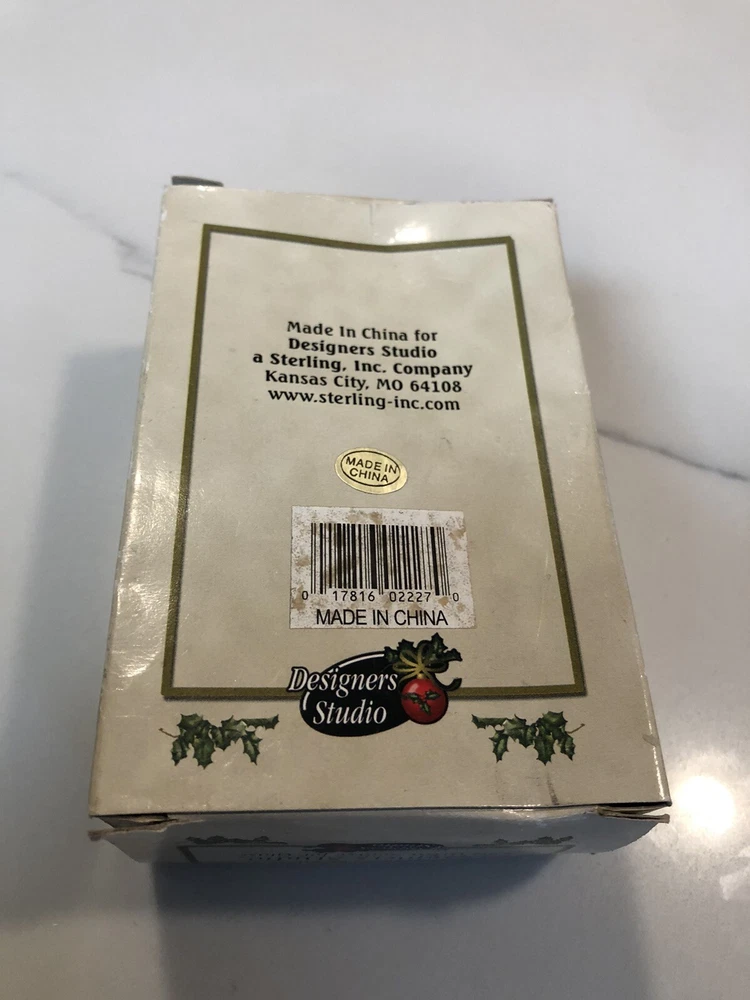 Made In China for
Designers Studio
a Sterling, Inc. Company
Kansas City, MO 64108
www.sterling-inc.com
MADE IN
CHINA
0 17816 02227 0
MADE IN CHINA
Designers
Studio